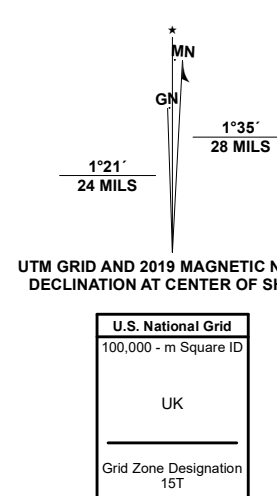 ★
MN
GN
1°35´
28 MILS
1°21´
24 MILS
UTM GRID AND 2019 MAGNETIC
DECLINATION AT CENTER OF
U.S. National Grid
100,000 - m Square ID
UK
Grid Zone Designation
15T